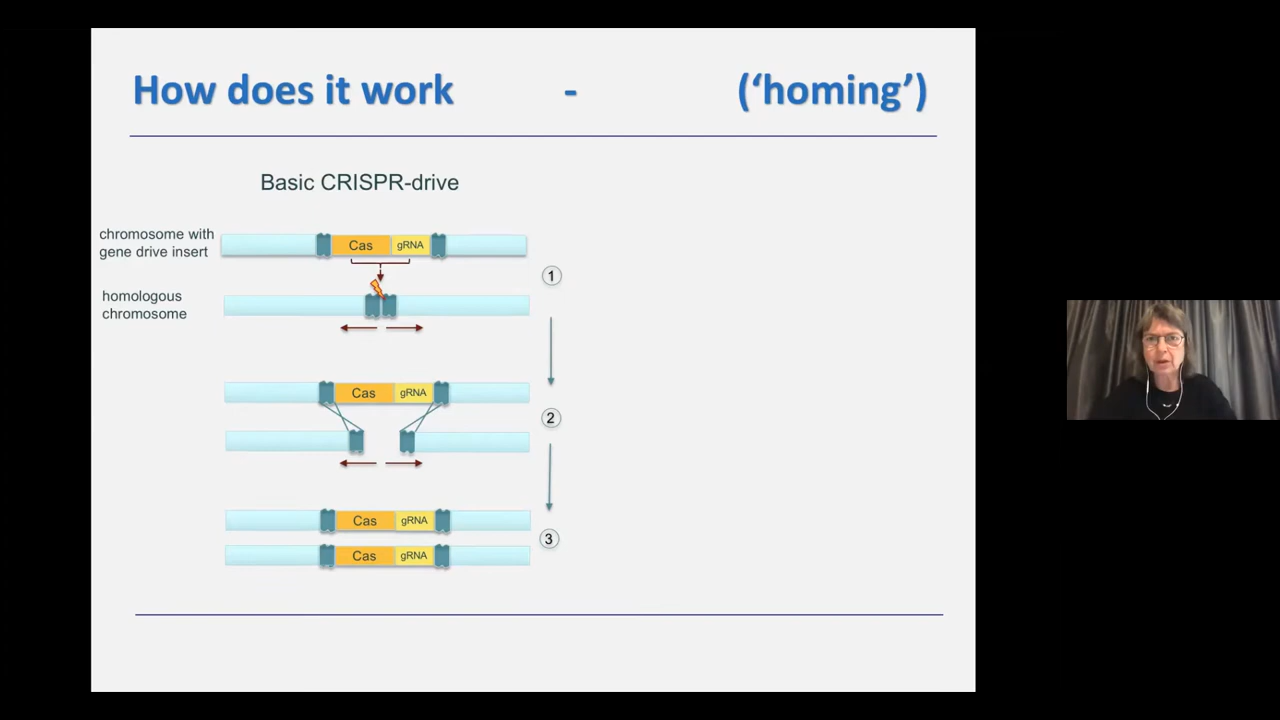 How does it work - (‘homing’)
Basic CRISPR-drive
chromosome with
gene drive insert
Cas gRNA
1
homologous
chromosome
Cas gRNA
2
Cas gRNA
3
Cas gRNA